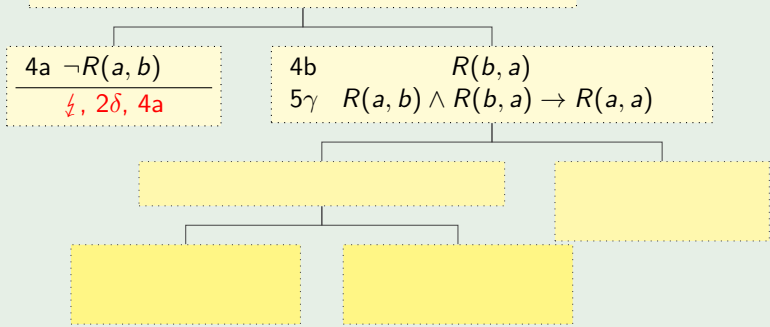 4a ¬R(a, b)
↯, 2δ, 4a
4b R(b, a)
5γ R(a, b) ∧ R(b, a) → R(a, a)